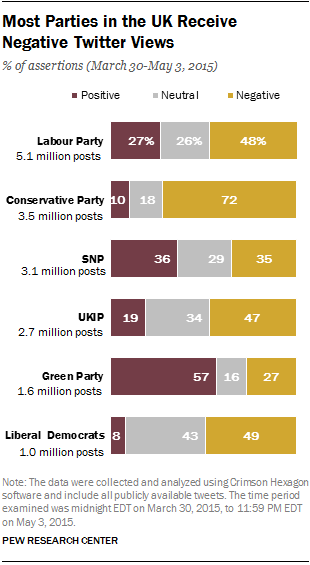 Most Parties in the UK Receive
Negative Twitter Views
% of assertions (March 30-May 3, 2015)
Positive Neutral Negative
Labour Party 27% 26% 48%
5.1 million posts
Conservative Party 10 18 72
3.5 million posts
SNP 36 29 35
3.1 million posts
UKIP 19 34 47
2.7 million posts
Green Party 57 16 27
1.6 million posts
Liberal Democrats 8 43 49
1.0 million posts
Note: The data were collected and analyzed using Crimson Hexagon
software and include all publicly available tweets. The time period
examined was midnight EDT on March 30, 2015, to 11:59 PM EDT
on May 3, 2015.
PEW RESEARCH CENTER